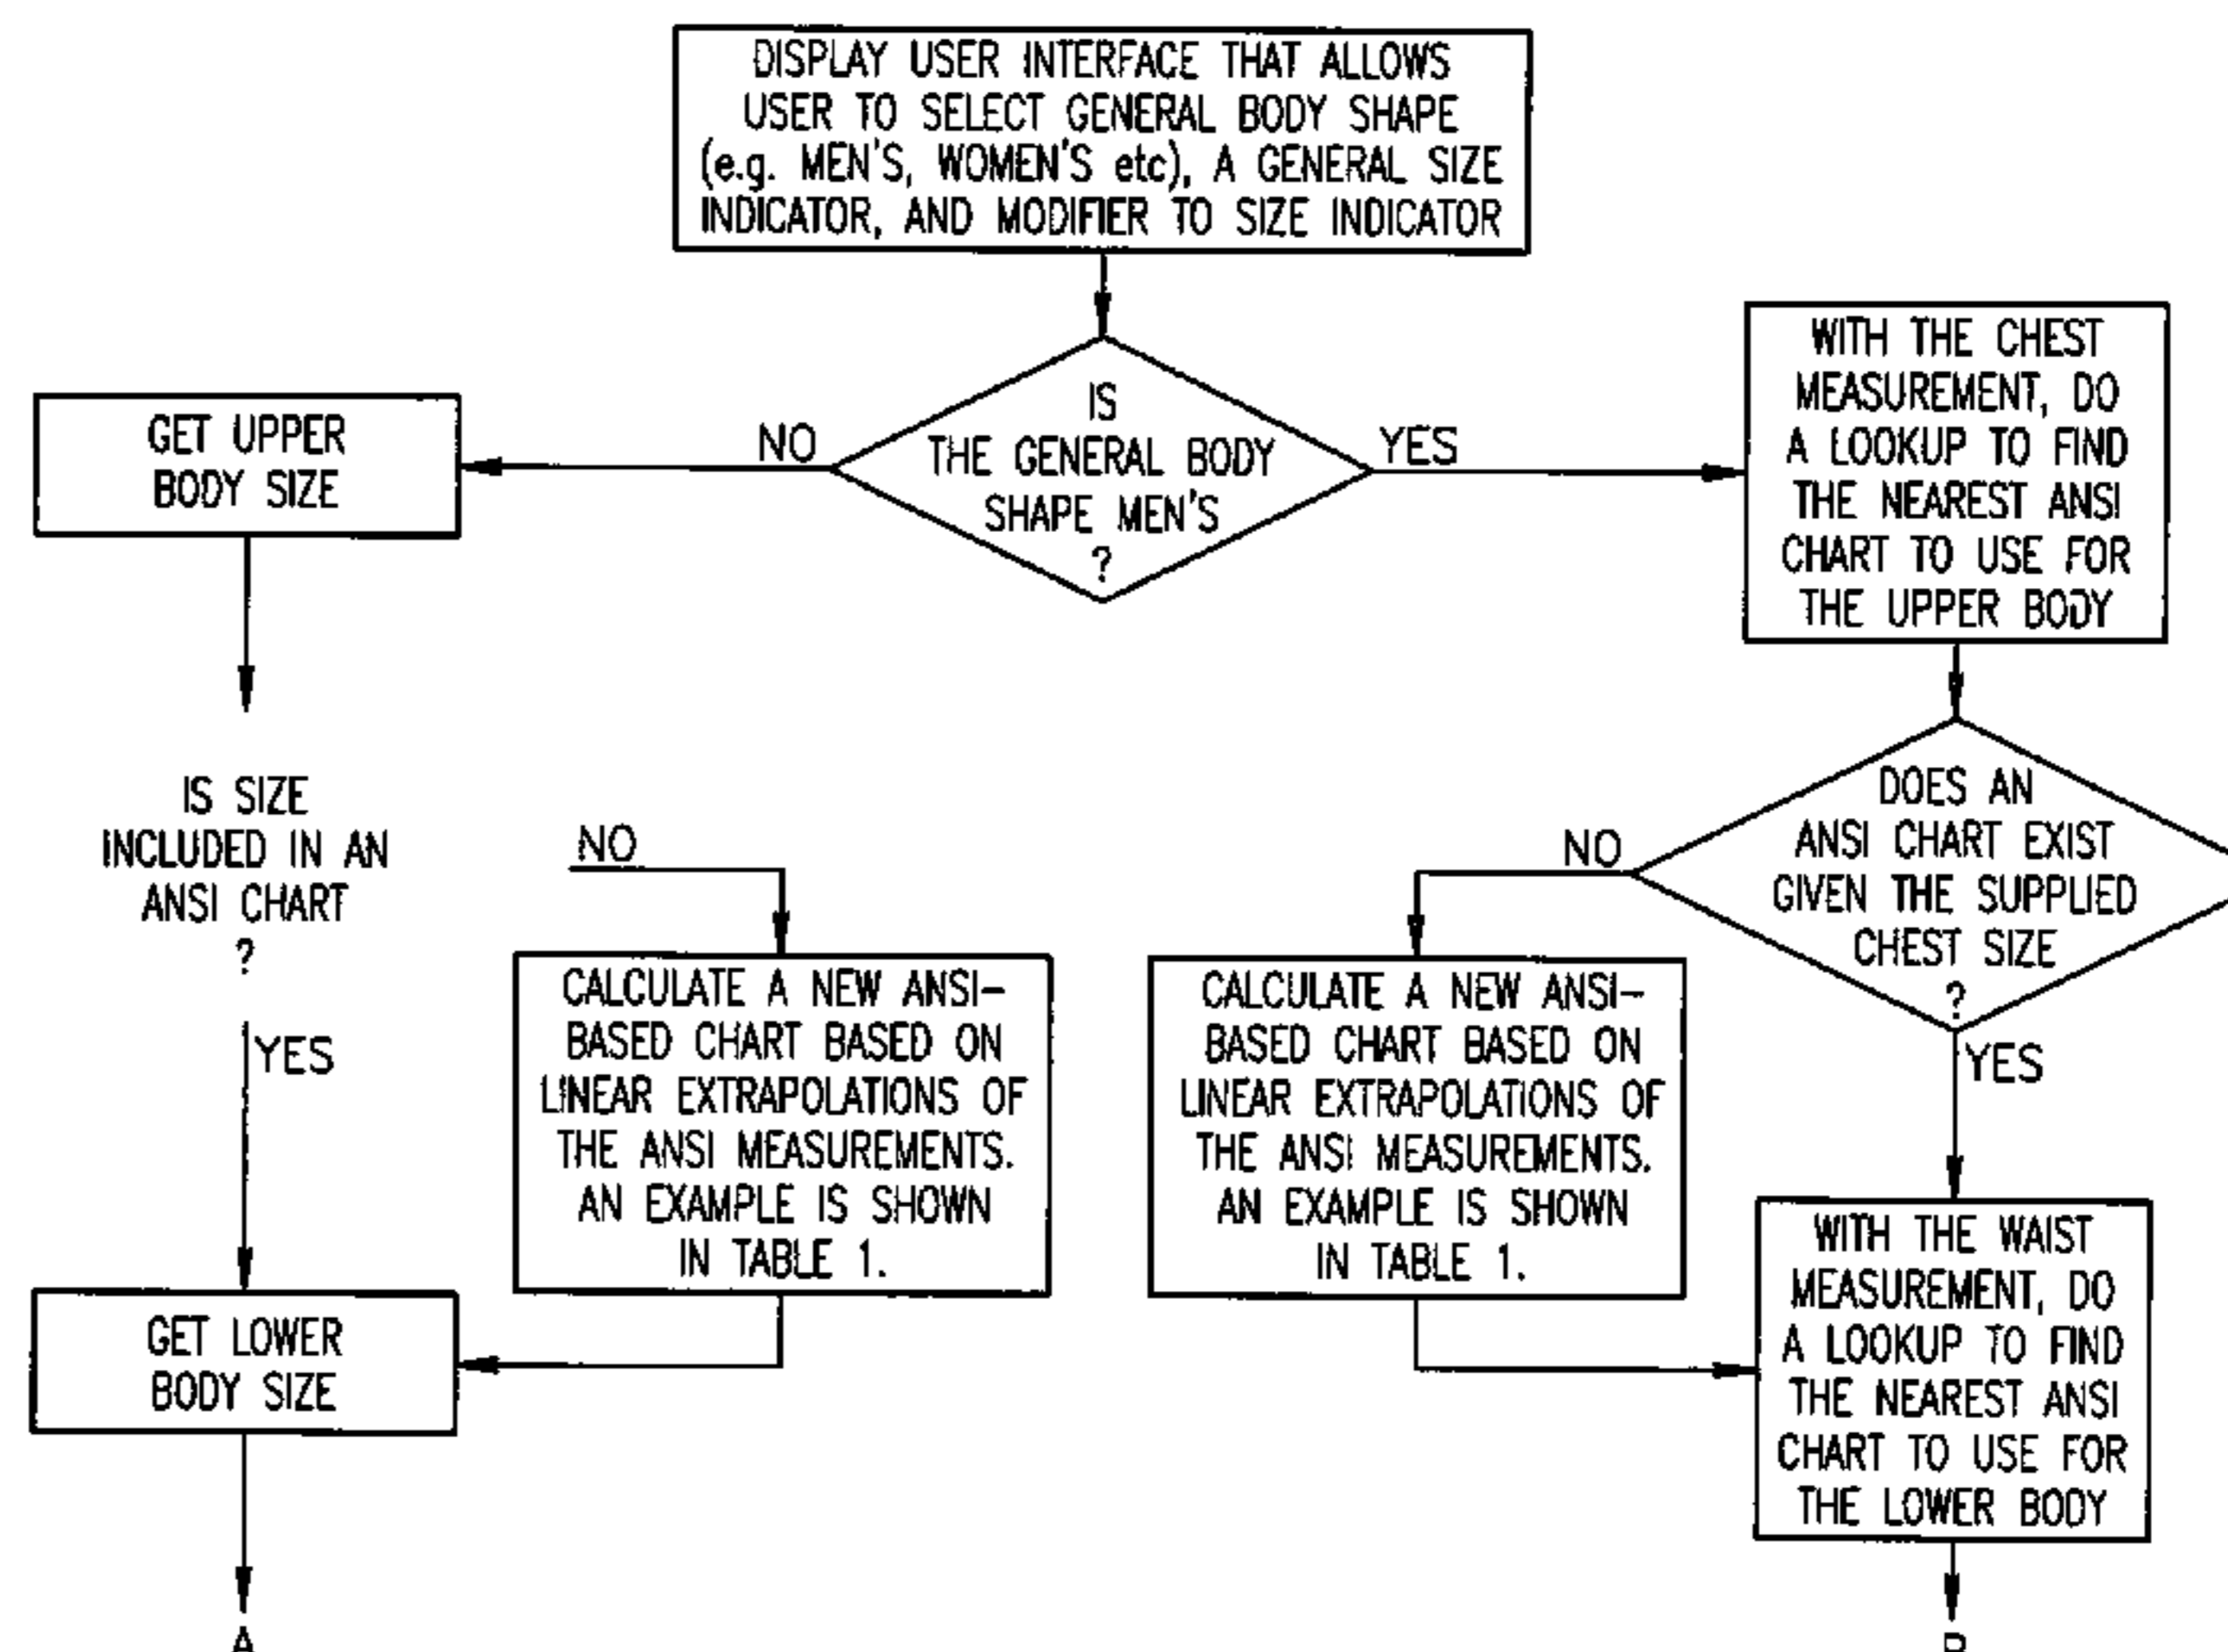 DISPLAY USER INTERFACE THAT ALLOWS
USER TO SELECT GENERAL BODY SHAPE
(e.g. MEN'S, WOMEN'S etc), A GENERAL SIZE
INDICATOR, AND MODIFIER TO SIZE INDICATOR
IS
THE GENERAL BODY
SHAPE MEN'S
?
NO
YES
GET UPPER
BODY SIZE
WITH THE CHEST
MEASUREMENT, DO
A LOOKUP TO FIND
THE NEAREST ANSI
CHART TO USE FOR
THE UPPER BODY
IS SIZE
INCLUDED IN AN
ANSI CHART
?
NO
YES
CALCULATE A NEW ANSI-
BASED CHART BASED ON
LINEAR EXTRAPOLATIONS OF
THE ANSI MEASUREMENTS.
AN EXAMPLE IS SHOWN
IN TABLE 1.
GET LOWER
BODY SIZE
DOES AN
ANSI CHART EXIST
GIVEN THE SUPPLIED
CHEST SIZE
?
NO
YES
CALCULATE A NEW ANSI-
BASED CHART BASED ON
LINEAR EXTRAPOLATIONS OF
THE ANSI MEASUREMENTS.
AN EXAMPLE IS SHOWN
IN TABLE 1.
WITH THE WAIST
MEASUREMENT, DO
A LOOKUP TO FIND
THE NEAREST ANSI
CHART TO USE FOR
THE LOWER BODY
A